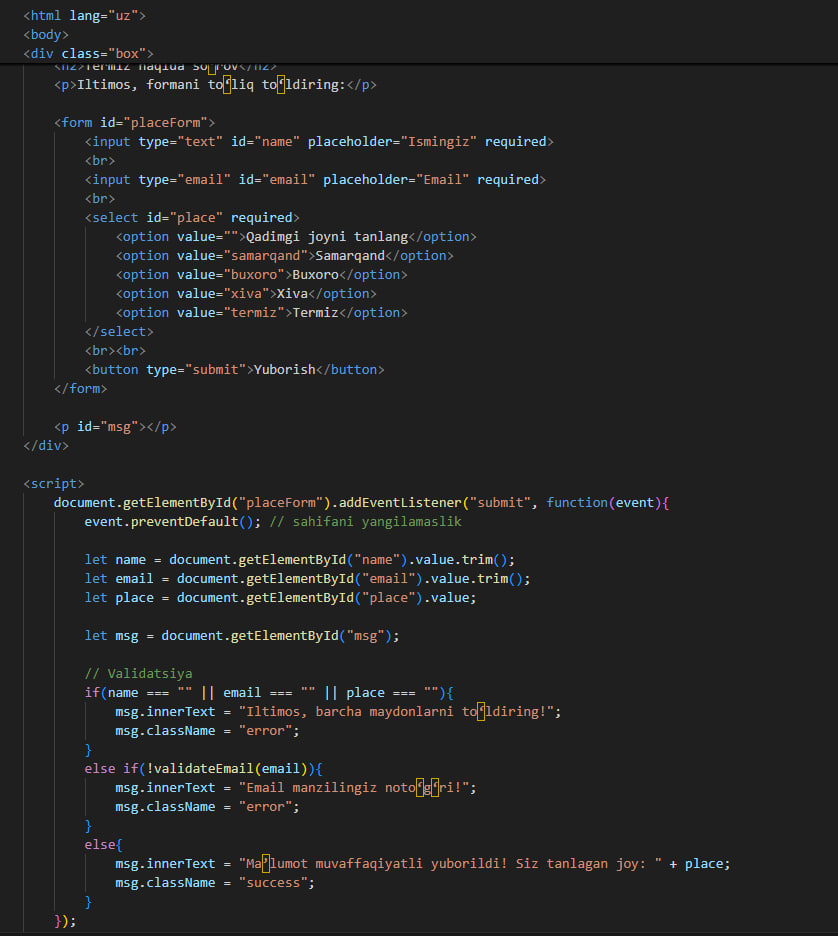 <html lang="uz">
<body>
<div class="box">
<h2>Termiz haqida so‘rov</h2>
<p>Iltimos, formani to‘liq to‘ldiring:</p>
<form id="placeForm">
<input type="text" id="name" placeholder="Ismingiz" required>
<br>
<input type="email" id="email" placeholder="Email" required>
<br>
<select id="place" required>
<option value="">Qadimgi joyni tanlang</option>
<option value="samarqand">Samarqand</option>
<option value="buxoro">Buxoro</option>
<option value="xiva">Xiva</option>
<option value="termiz">Termiz</option>
</select>
<br><br>
<button type="submit">Yuborish</button>
</form>
<p id="msg"></p>
</div>
<script>
document.getElementById("placeForm").addEventListener("submit", function(event){
event.preventDefault(); // sahifani yangilamaslik
let name = document.getElementById("name").value.trim();
let email = document.getElementById("email").value.trim();
let place = document.getElementById("place").value;
let msg = document.getElementById("msg");
// Validatsiya
if(name === "" || email === "" || place === ""){
msg.innerText = "Iltimos, barcha maydonlarni to‘ldiring!";
msg.className = "error";
}
else if(!validateEmail(email)){
msg.innerText = "Email manzilingiz noto‘g‘ri!";
msg.className = "error";
}
else{
msg.innerText = "Ma’lumot muvaffaqiyatli yuborildi! Siz tanlagan joy: " + place;
msg.className = "success";
}
});